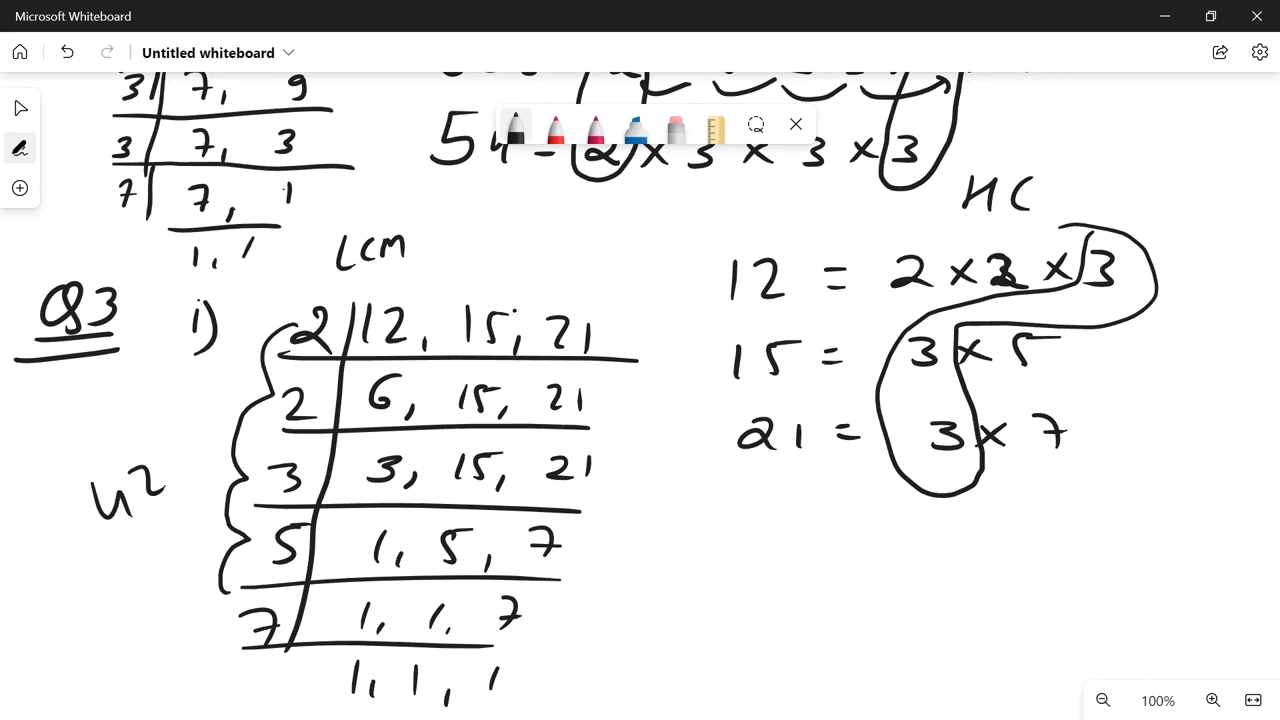 Microsoft Whiteboard
Untitled whiteboard
3 7, 9
3 7, 3
7 7, 1
1, 1
54 = 2 × 3 × 3 × 3
LCM
HC
Q3 i)
2 12, 15, 21
2 6, 15, 21
3 3, 15, 21
5 1, 5, 7
7 1, 1, 7
1, 1, 1
12 = 2 × 2 × 3
15 = 3 × 5
21 = 3 × 7
100%